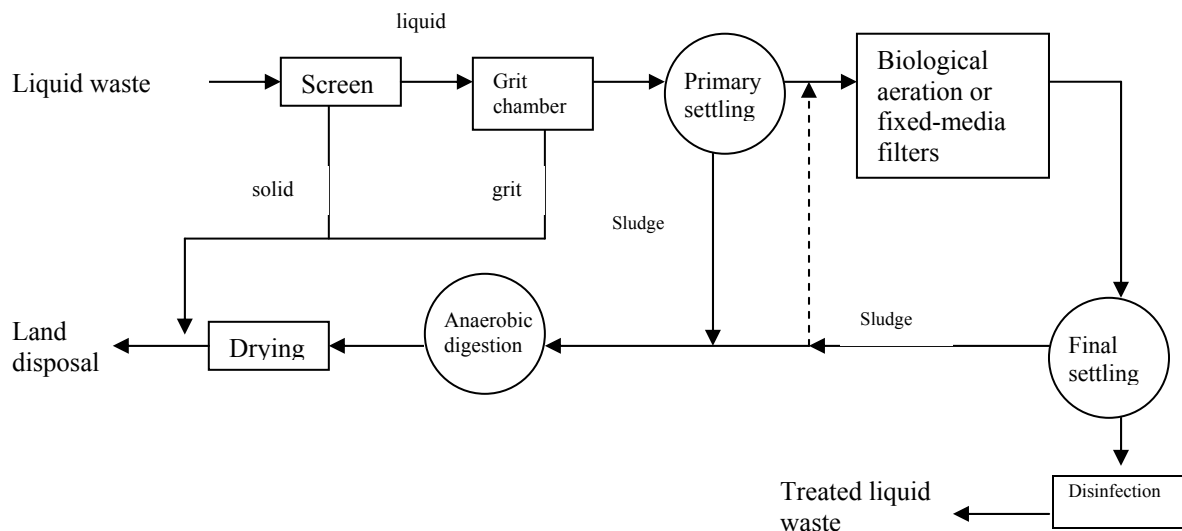 liquid
Liquid waste
Screen
Grit
chamber
Primary
settling
Biological
aeration or
fixed-media
filters
solid
grit
Sludge
Land
disposal
Drying
Anaerobic
digestion
Sludge
Final
settling
Treated liquid
waste
Disinfection